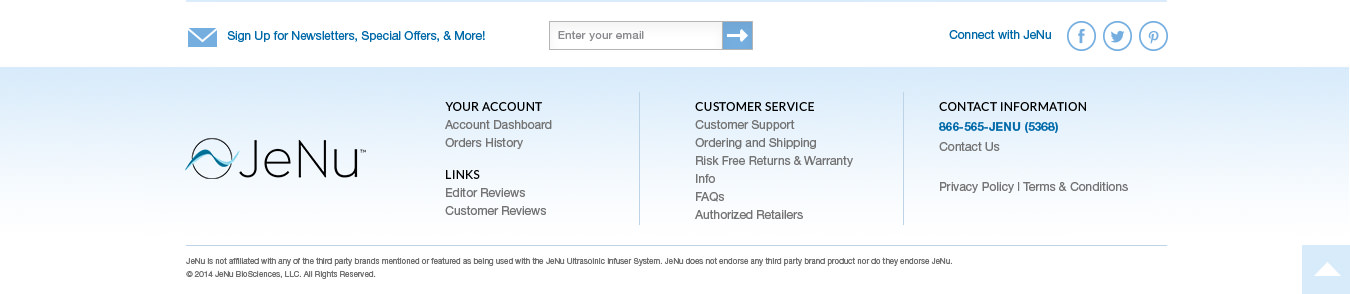 Sign Up for Newsletters, Special Offers, & More!
Enter your email
Connect with JeNu
JeNu™
YOUR ACCOUNT
Account Dashboard
Orders History
LINKS
Editor Reviews
Customer Reviews
CUSTOMER SERVICE
Customer Support
Ordering and Shipping
Risk Free Returns & Warranty
Info
FAQs
Authorized Retailers
CONTACT INFORMATION
866-565-JENU (5368)
Contact Us
Privacy Policy | Terms & Conditions
JeNu is not affiliated with any of the third party brands mentioned or featured as being used with the JeNu Ultrasoinic Infuser System. JeNu does not endorse any third party brand product nor do they endorse JeNu.
© 2014 JeNu BioSciences, LLC. All Rights Reserved.